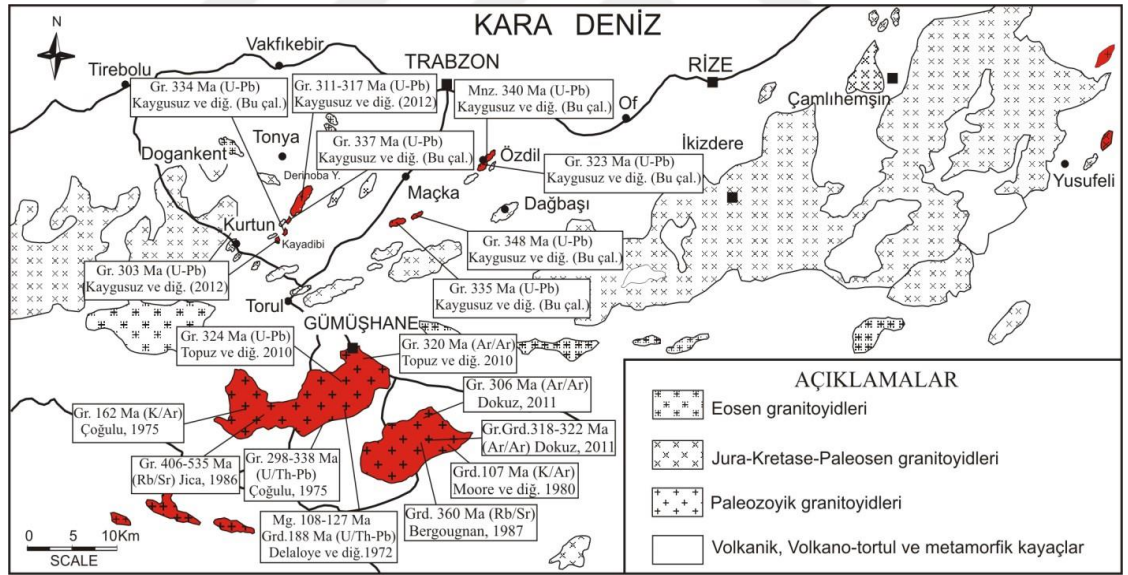 KARA DENİZ
N
Vakfıkebir
TRABZON
RİZE
Tirebolu
Of
Çamlıhemşin
Gr. 334 Ma (U-Pb)
Kaygusuz ve diğ. (Bu çal.)
Gr. 311-317 Ma (U-Pb)
Kaygusuz ve diğ. (2012)
Mnz. 340 Ma (U-Pb)
Kaygusuz ve diğ. (Bu çal.)
Gr. 337 Ma (U-Pb)
Kaygusuz ve diğ. (Bu çal.)
Tonya
Dogankent
Derinoba Y.
Özdil
Gr. 323 Ma (U-Pb)
Kaygusuz ve diğ. (Bu çal.)
İkizdere
Yusufeli
Maçka
Dağbaşı
Kurtun
Kayadibi
Gr. 348 Ma (U-Pb)
Kaygusuz ve diğ. (Bu çal.)
Gr. 303 Ma (U-Pb)
Kaygusuz ve diğ. (2012)
Gr. 335 Ma (U-Pb)
Kaygusuz ve diğ. (Bu çal.)
Torul
GÜMÜŞHANE
Gr. 324 Ma (U-Pb)
Topuz ve diğ. 2010
Gr. 320 Ma (Ar/Ar)
Topuz ve diğ. 2010
Gr. 306 Ma (Ar/Ar)
Dokuz, 2011
Gr. 162 Ma (K/Ar)
Çoğulu, 1975
Gr.Grd.318-322 Ma
(Ar/Ar) Dokuz, 2011
Gr. 406-535 Ma
(Rb/Sr) Jica, 1986
Gr. 298-338 Ma
(U/Th-Pb)
Çoğulu, 1975
Grd.107 Ma (K/Ar)
Moore ve diğ. 1980
Mg. 108-127 Ma
Grd.188 Ma (U/Th-Pb)
Delaloye ve diğ.1972
Grd. 360 Ma (Rb/Sr)
Bergougnan, 1987
0 5 10Km
SCALE
AÇIKLAMALAR
Eosen granitoyidleri
Jura-Kretase-Paleosen granitoyidleri
Paleozoyik granitoyidleri
Volkanik, Volkano-tortul ve metamorfik kayaçlar